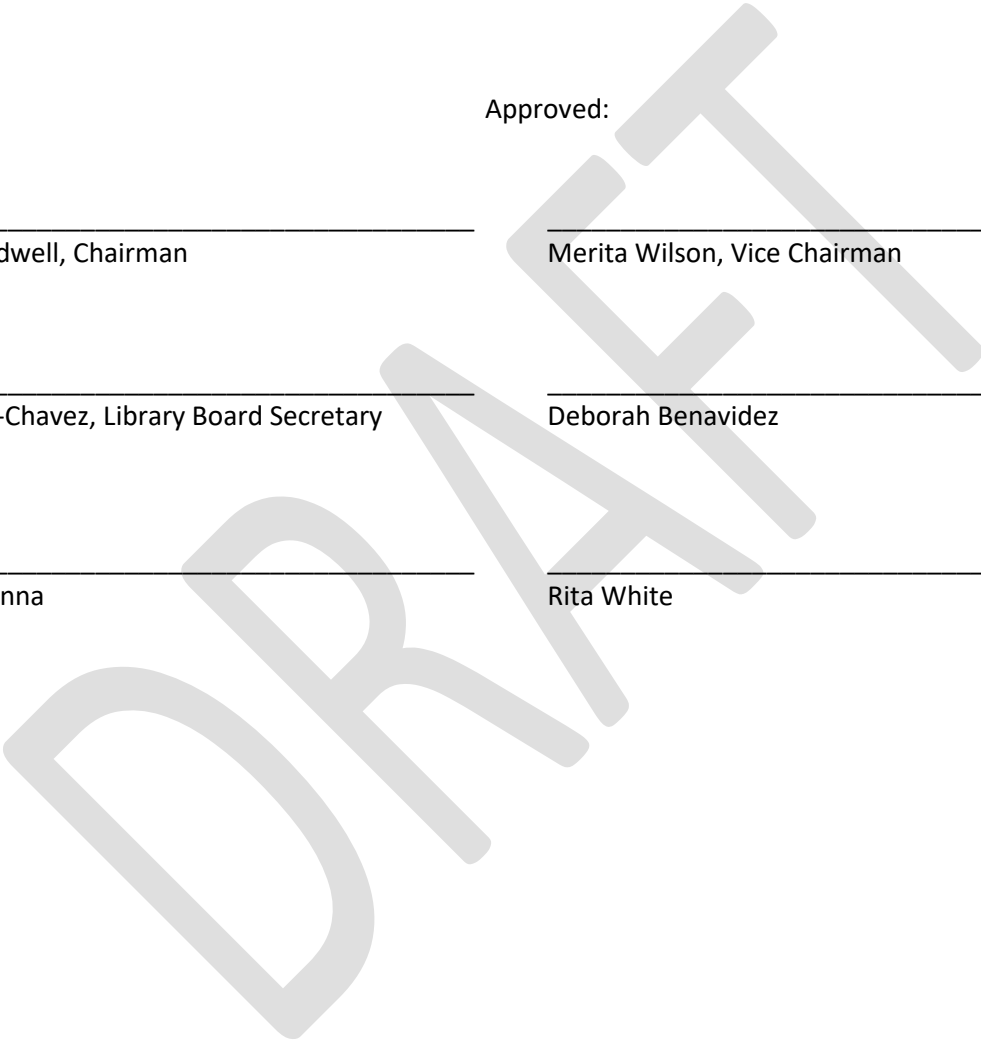 Approved:
dwell, Chairman
Merita Wilson, Vice Chairman
-Chavez, Library Board Secretary
Deborah Benavidez
nna
Rita White
DRAFT